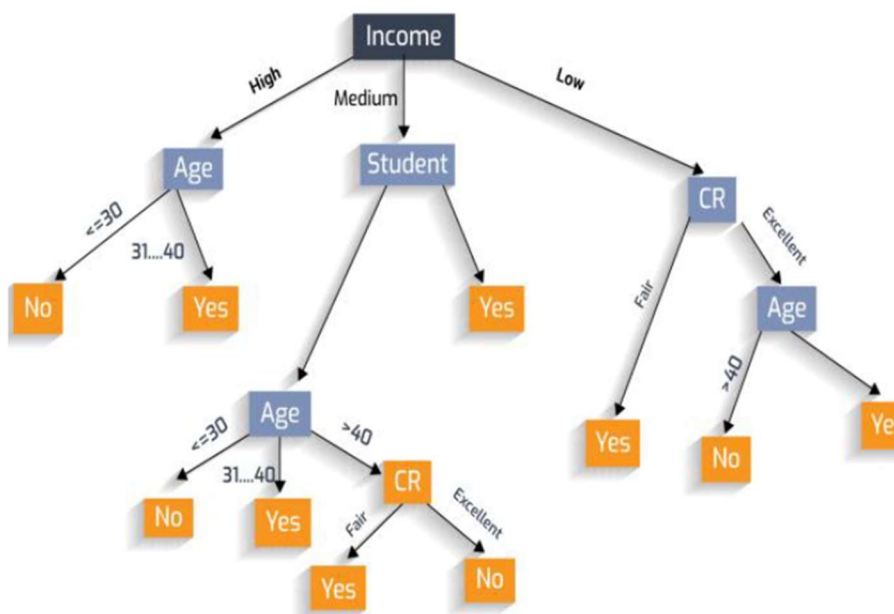 Income
High
Medium
Low
Age
Student
CR
<=30
31....40
Excellent
Fair
No
Yes
Yes
Age
Age
<=30
31....40
>40
>40
Yes
No
Ye
No
Yes
CR
Fair
Excellent
Yes
No